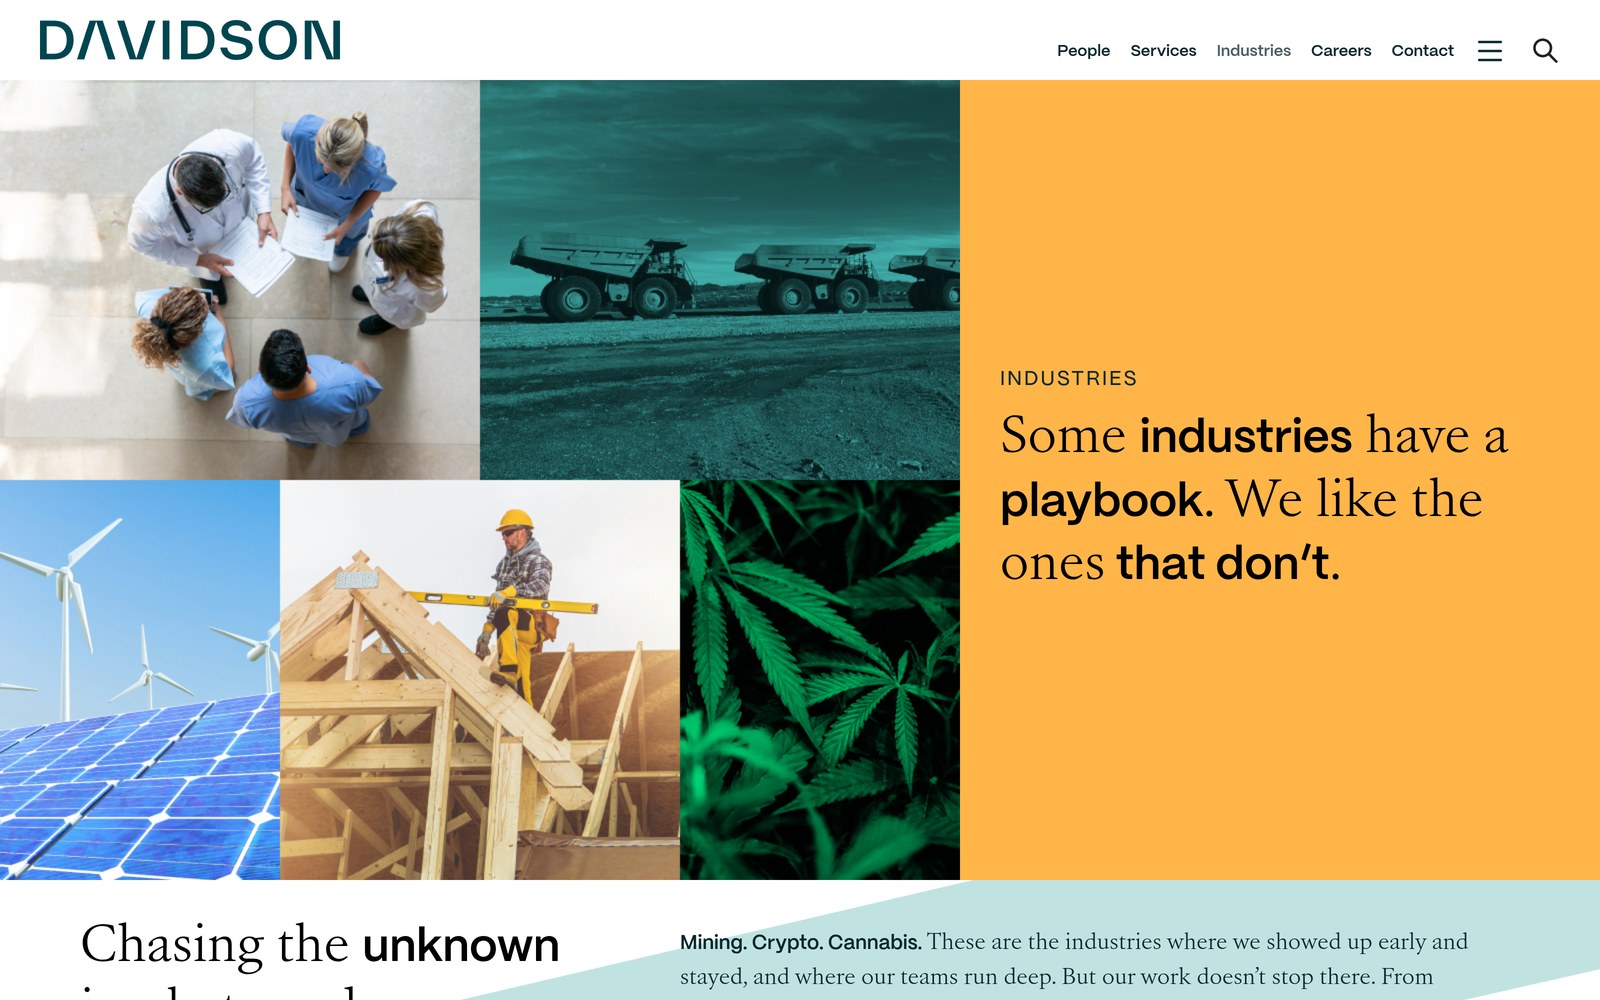 DAVIDSON
People Services Industries Careers Contact
INDUSTRIES
Some industries have a
playbook. We like the
ones that don’t.
Chasing the unknown
Mining. Crypto. Cannabis. These are the industries where we showed up early and
stayed, and where our teams run deep. But our work doesn’t stop there. From